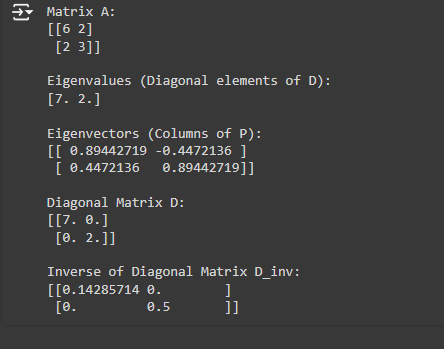 Matrix A:
[[6 2]
 [2 3]]
Eigenvalues (Diagonal elements of D):
[7. 2.]
Eigenvectors (Columns of P):
[[ 0.89442719 -0.4472136 ]
 [ 0.4472136   0.89442719]]
Diagonal Matrix D:
[[7. 0.]
 [0. 2.]]
Inverse of Diagonal Matrix D_inv:
[[0.14285714 0.        ]
 [0.         0.5       ]]